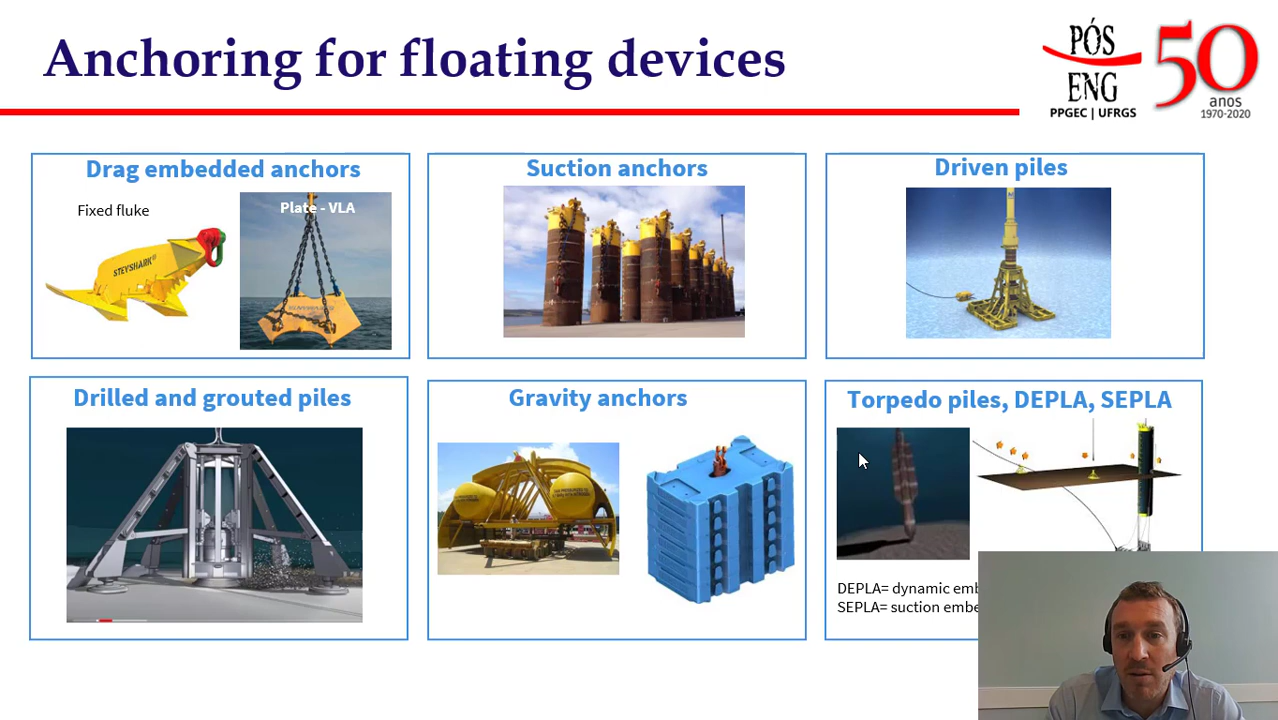 Anchoring for floating devices
PÓS
ENG
PPGEC | UFRGS
50
anos
1970-2020
Drag embedded anchors
Fixed fluke
STEVSHARK®
Plate - VLA
Suction anchors
Driven piles
Drilled and grouted piles
Gravity anchors
Torpedo piles, DEPLA, SEPLA
DEPLA= dynamic emb
SEPLA= suction embe